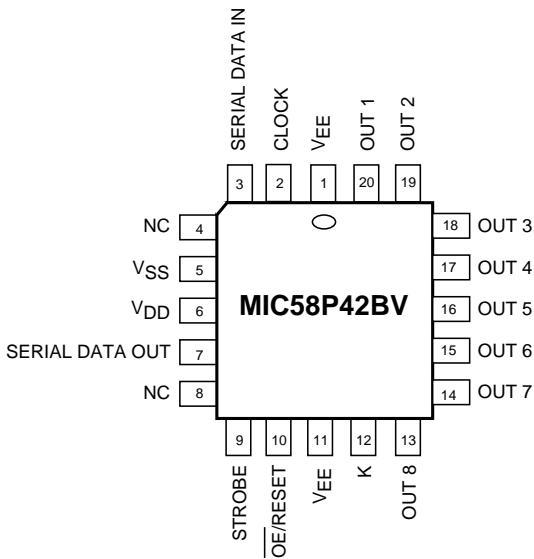 SERIAL DATA IN
CLOCK
VEE
OUT 1
OUT 2
3
2
1
20
19
NC 4
18 OUT 3
VSS 5
17 OUT 4
VDD 6
MIC58P42BV
16 OUT 5
SERIAL DATA OUT 7
15 OUT 6
NC 8
14 OUT 7
9
10
11
12
13
STROBE
OE/RESET
VEE
K
OUT 8